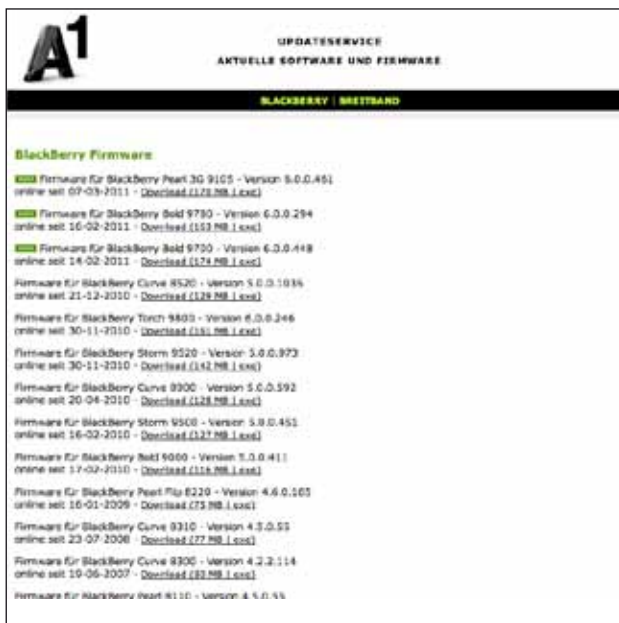 A1
UPDATESERVICE
AKTUELLE SOFTWARE UND FIRMWARE
BLACKBERRY | BREITBAND
BlackBerry Firmware
Firmware für BlackBerry Pearl 3G 9105 - Version
online seit 07-03-2011 - Download (170 MB | exe)
Firmware für BlackBerry Bold 9780 - Version 6.0.0.294
online seit 16-02-2011 - Download (153 MB | exe)
Firmware für BlackBerry Bold 9700 - Version 6.0.0.448
online seit 14-02-2011 - Download (174 MB | exe)
Firmware für BlackBerry Curve 8520 - Version 5.0.0.1036
online seit 21-12-2010 - Download (129 MB | exe)
Firmware für BlackBerry Torch 9800 - Version 6.0.0.246
online seit 30-11-2010 - Download (151 MB | exe)
Firmware für BlackBerry Storm 9520 - Version 5.0.0.973
online seit 30-11-2010 - Download (142 MB | exe)
Firmware für BlackBerry Curve 8900 - Version 5.0.0.592
online seit 20-04-2010 - Download (128 MB | exe)
Firmware für BlackBerry Storm 9500 - Version 5.0.0.451
online seit 16-02-2010 - Download (127 MB | exe)
Firmware für BlackBerry Bold 9000 - Version 5.0.0.411
online seit 17-02-2010 - Download (116 MB | exe)
Firmware für BlackBerry Pearl Flip 8220 - Version 4.6.0.185
online seit 16-01-2009 - Download (75 MB | exe)
Firmware für BlackBerry Curve 8310 - Version 4.5.0.55
online seit 23-07-2008 - Download (77 MB | exe)
Firmware für BlackBerry Curve 8300 - Version 4.2.2.114
online seit 19-06-2007 - Download (30 MB | exe)
Firmware für BlackBerry Pearl 8110 - Version 4.5.0.55